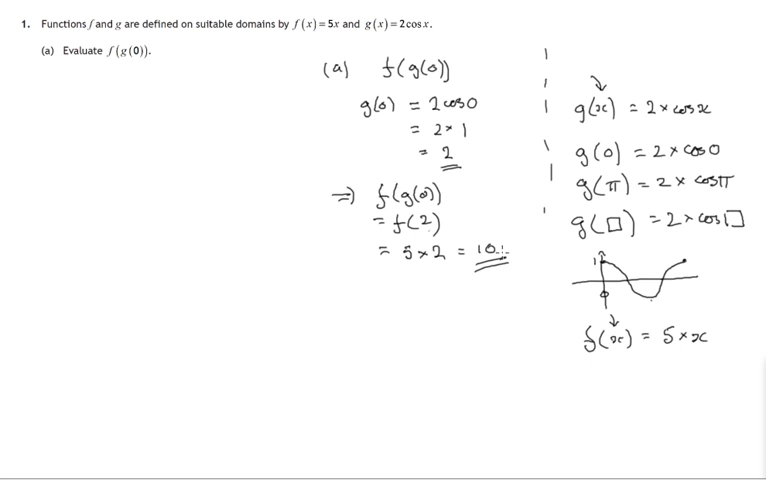 1. Functions f and g are defined on suitable domains by f(x)=5x and g(x)=2cosx.
(a) Evaluate f(g(0)).
(a) f(g(0))
g(0) = 2cos0
= 2×1
= 2
⇒ f(g(0))
= f(2)
= 5×2 = 10
g(x) = 2×cosx
g(0) = 2×cos0
g(π) = 2×cosπ
g(□) = 2×cos□
1
f(x) = 5×x